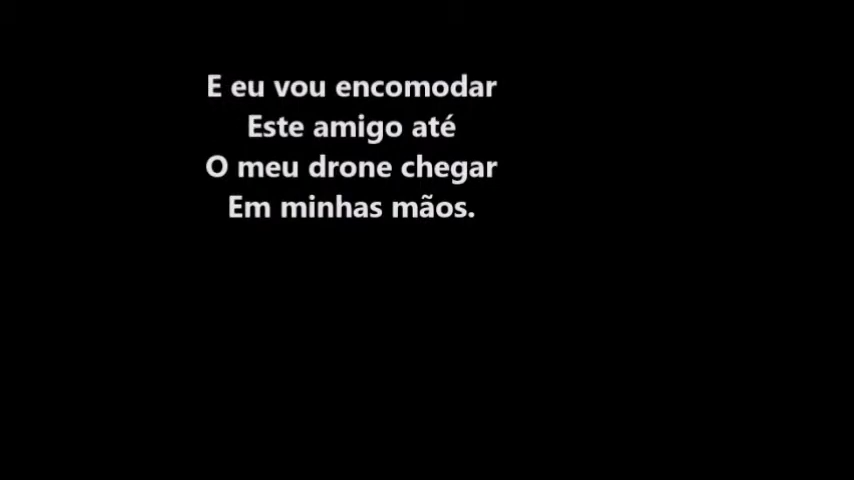 E eu vou encomodar
Este amigo até
O meu drone chegar
Em minhas mãos.